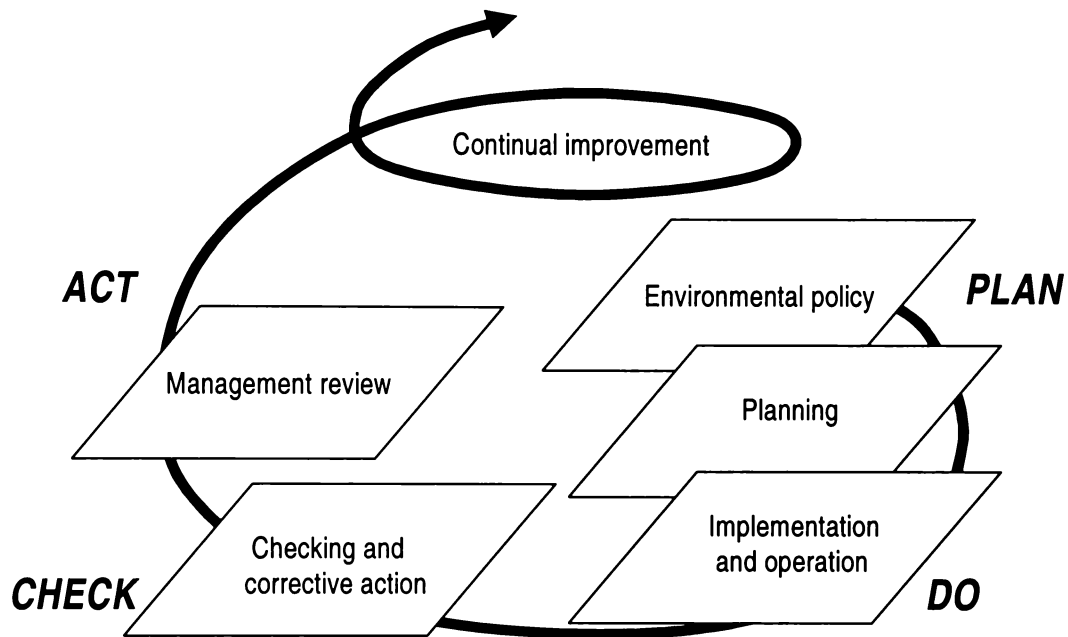 Continual improvement
ACT
Environmental policy
PLAN
Management review
Planning
Checking and
corrective action
Implementation
and operation
CHECK
DO